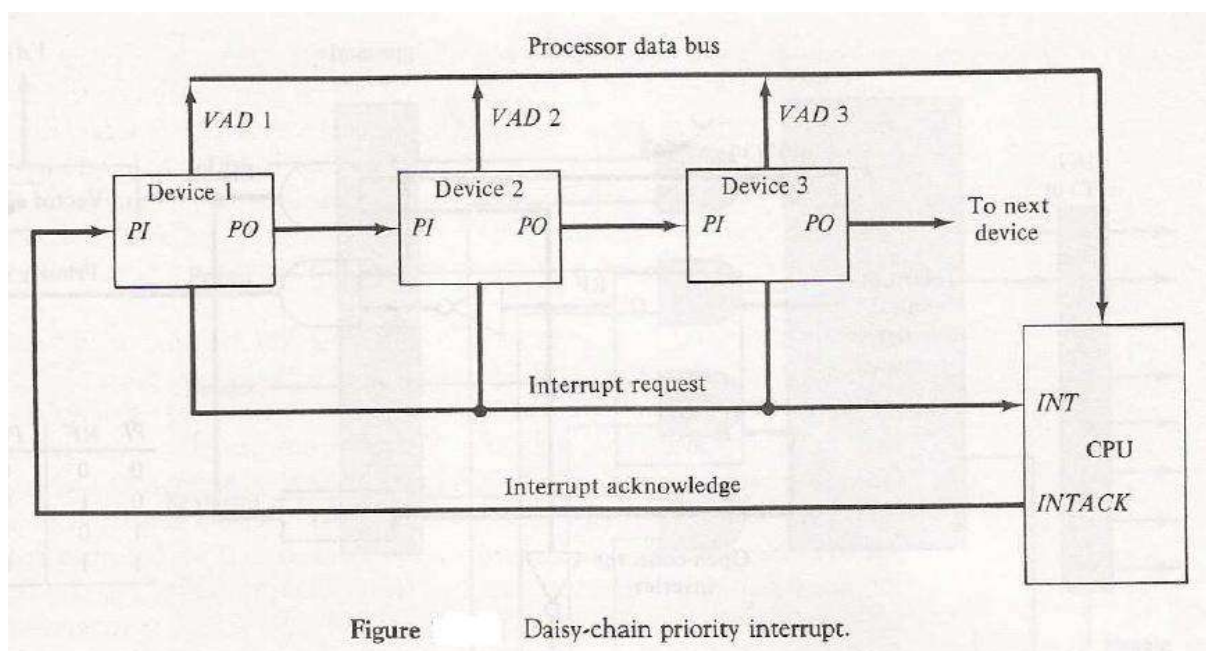 Processor data bus
VAD 1
VAD 2
VAD 3
Device 1
PI PO
Device 2
PI PO
Device 3
PI PO
To next
device
Interrupt request
INT
CPU
Interrupt acknowledge
INTACK
Figure Daisy-chain priority interrupt.